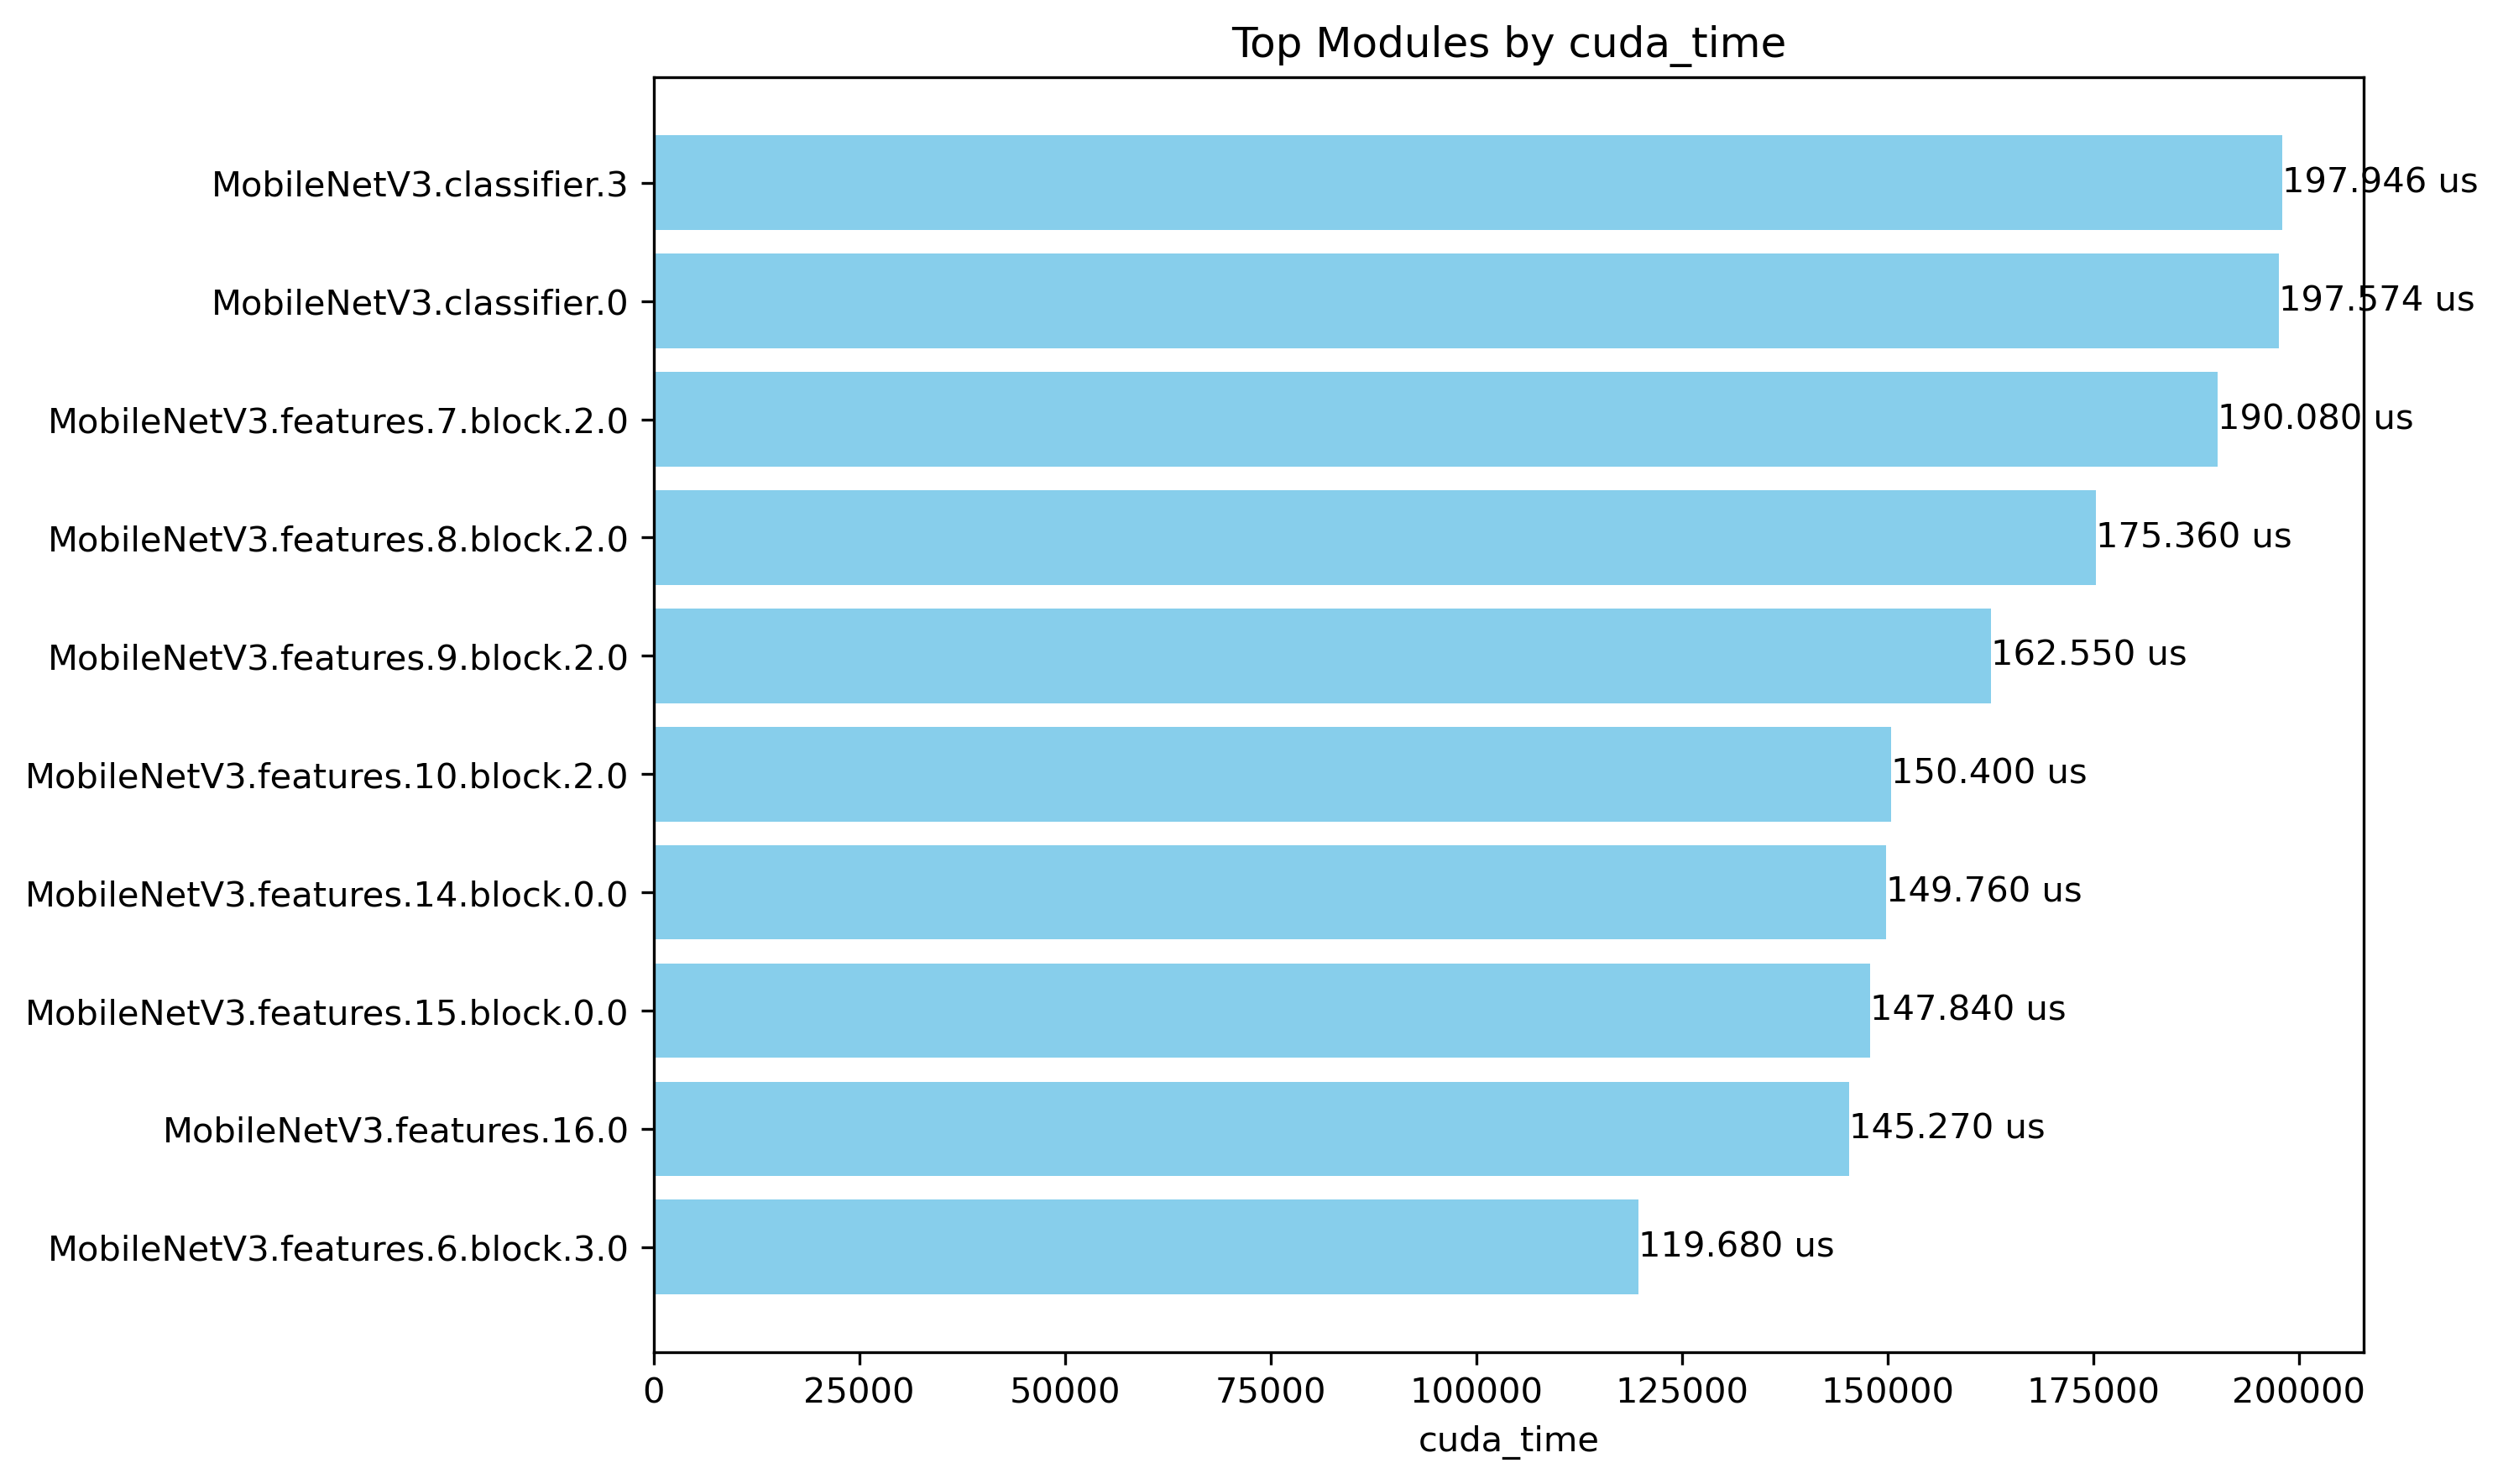 Top Modules by cuda_time
MobileNetV3.classifier.3
197.946 us
MobileNetV3.classifier.0
197.574 us
MobileNetV3.features.7.block.2.0
190.080 us
MobileNetV3.features.8.block.2.0
175.360 us
MobileNetV3.features.9.block.2.0
162.550 us
MobileNetV3.features.10.block.2.0
150.400 us
MobileNetV3.features.14.block.0.0
149.760 us
MobileNetV3.features.15.block.0.0
147.840 us
MobileNetV3.features.16.0
145.270 us
MobileNetV3.features.6.block.3.0
119.680 us
0 25000 50000 75000 100000 125000 150000 175000 200000
cuda_time